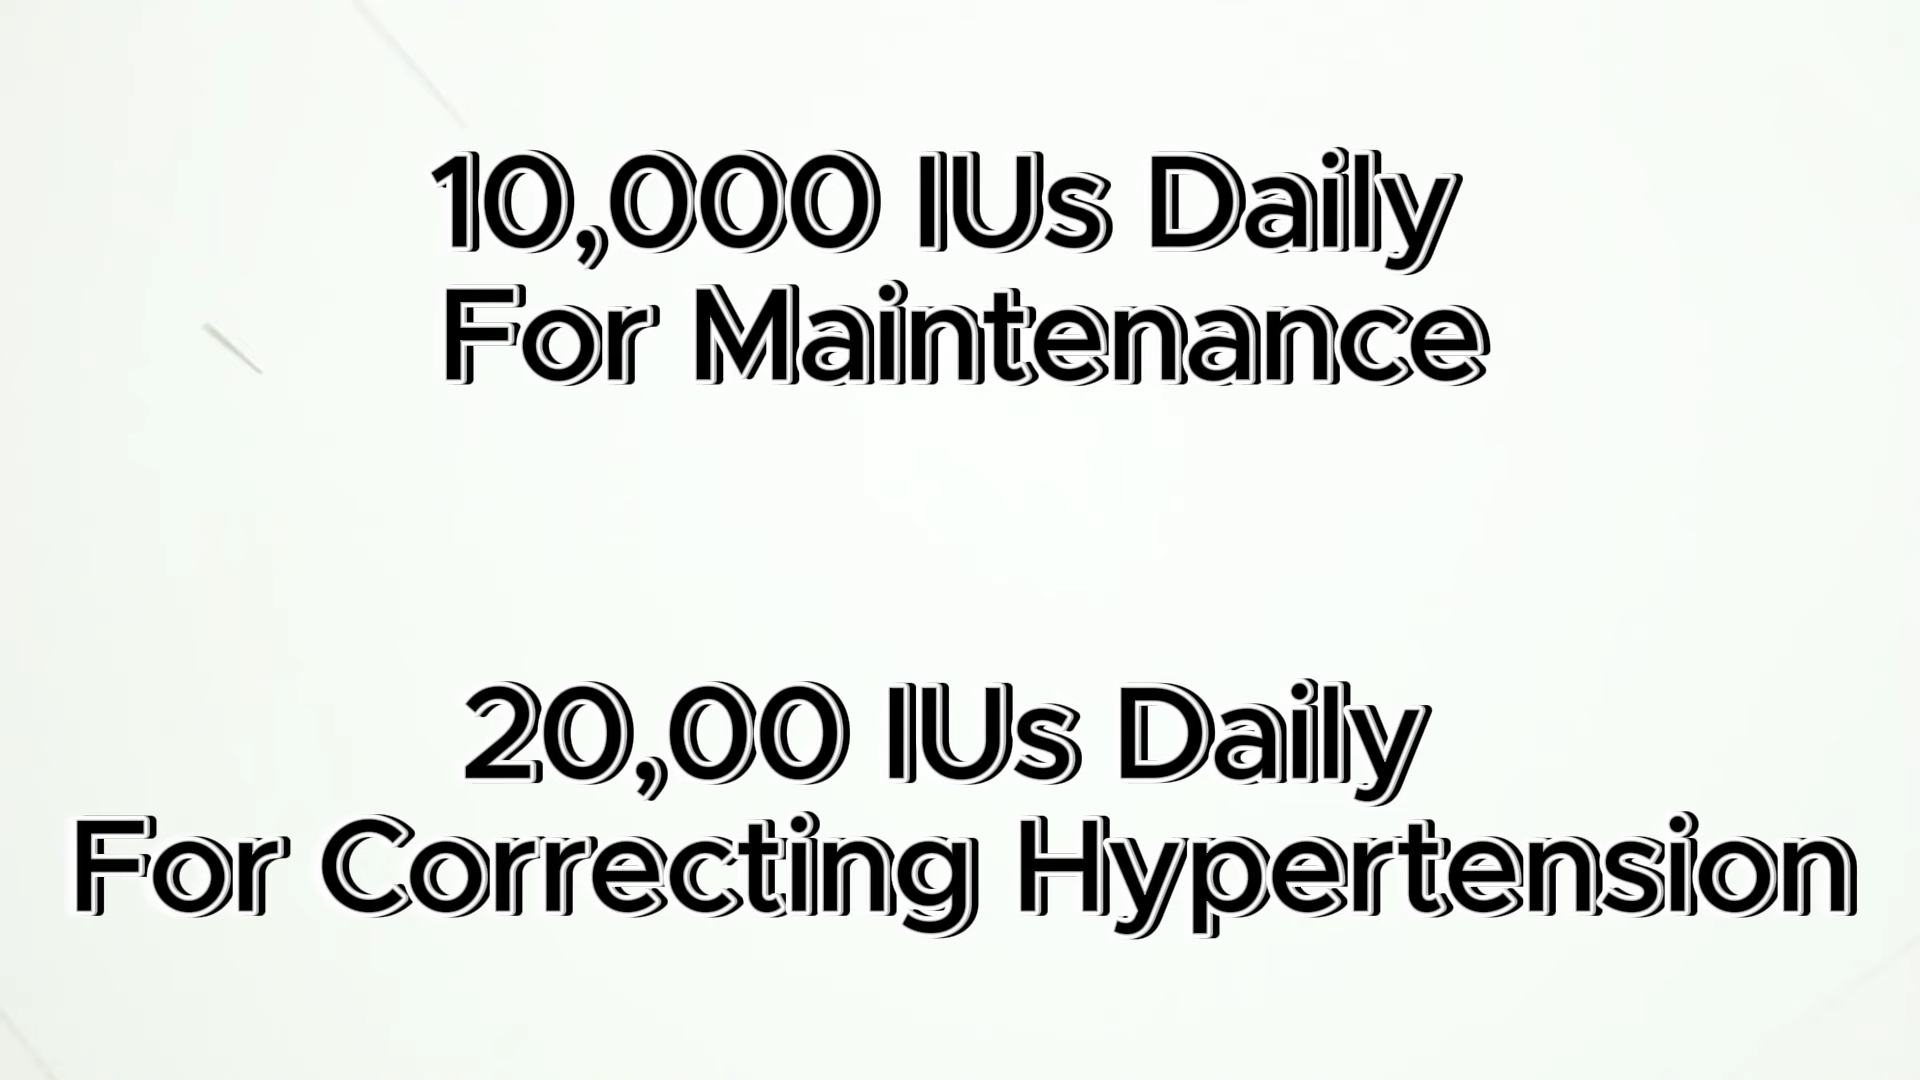 10,000 IUs Daily
For Maintenance
20,00 IUs Daily
For Correcting Hypertension